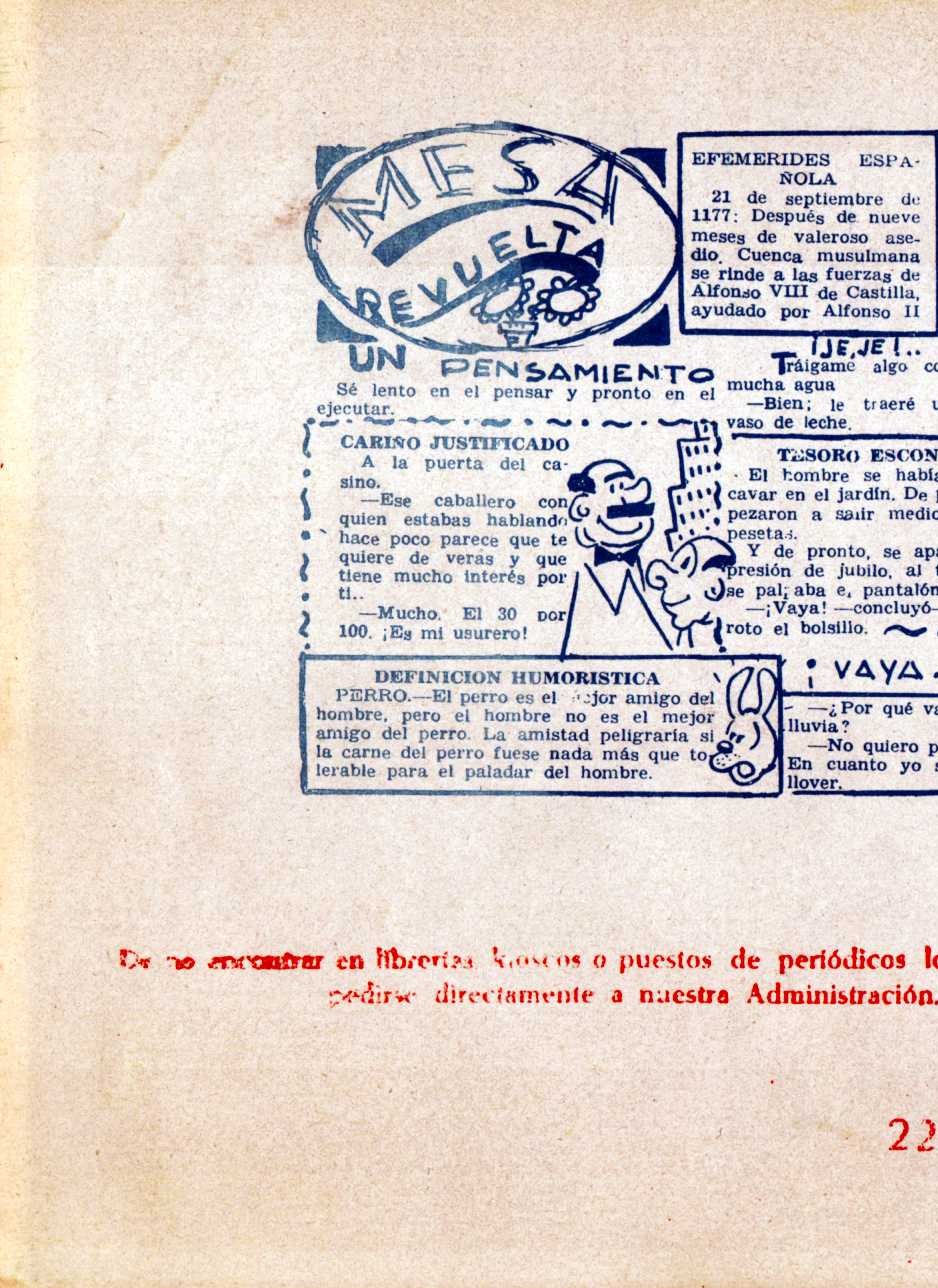 MESA
REVUELTA
EFEMERIDES ESPA-
ÑOLA
21 de septiembre de
1177: Después de nueve
meses de valeroso ase-
dio, Cuenca musulmana
se rinde a las fuerzas de
Alfonso VIII de Castilla,
ayudado por Alfonso II
UN PENSAMIENTO
Sé lento en el pensar y pronto en el
ejecutar.
¡JE, JE!..
Tráigame algo co
mucha agua
—Bien; le traeré u
vaso de leche.
CARIÑO JUSTIFICADO
A la puerta del ca-
sino.
—Ese caballero con
quien estabas hablando
hace poco parece que te
quiere de veras y que
tiene mucho interés por
ti..
—Mucho. El 30 por
100. ¡Es mi usurero!
TESORO ESCON
El hombre se había
cavar en el jardín. De p
pezaron a salir medio
pesetas.
Y de pronto, se apa
presión de jubilo, al t
se palpaba el pantalón
—¡Vaya! —concluyó—
roto el bolsillo.
DEFINICION HUMORISTICA
PERRO.—El perro es el mejor amigo del
hombre, pero el hombre no es el mejor
amigo del perro. La amistad peligraría si
la carne del perro fuese nada más que to
lerable para el paladar del hombre.
¡VAYA
—¿Por qué va
lluvia?
—No quiero p
En cuanto yo s
llover.
De no encontrar en librerías, kioscos o puestos de periódicos lo
pedirse directamente a nuestra Administración.
22